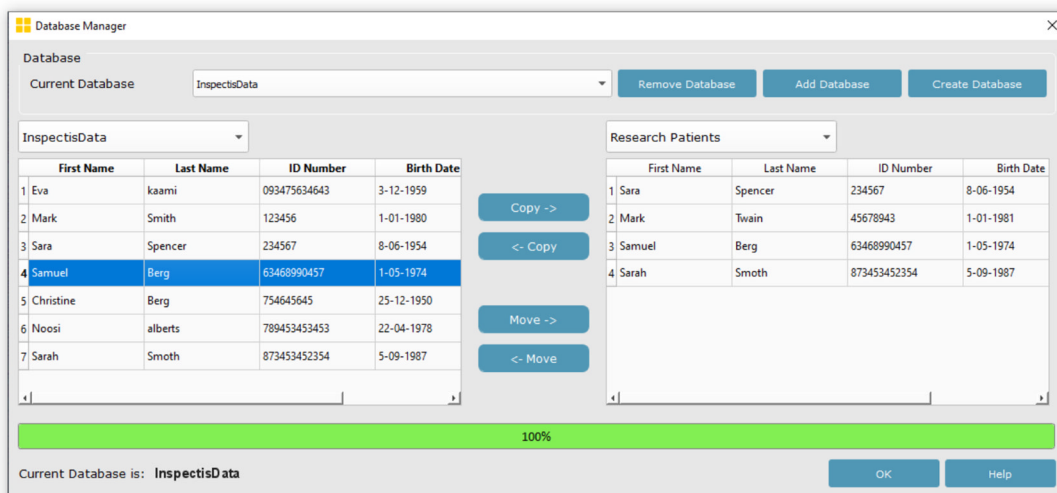 Database Manager
Database
Current Database InspectisData Remove Database Add Database Create Database
InspectisData
First Name Last Name ID Number Birth Date
1 Eva kaami 093475634643 3-12-1959
2 Mark Smith 123456 1-01-1980
3 Sara Spencer 234567 8-06-1954
4 Samuel Berg 63468990457 1-05-1974
5 Christine Berg 754645645 25-12-1950
6 Noosi alberts 789453453453 22-04-1978
7 Sarah Smoth 873453452354 5-09-1987
Copy ->
<- Copy
Move ->
<- Move
Research Patients
First Name Last Name ID Number Birth Date
1 Sara Spencer 234567 8-06-1954
2 Mark Twain 45678943 1-01-1981
3 Samuel Berg 63468990457 1-05-1974
4 Sarah Smoth 873453452354 5-09-1987
100%
Current Database is: InspectisData
OK Help